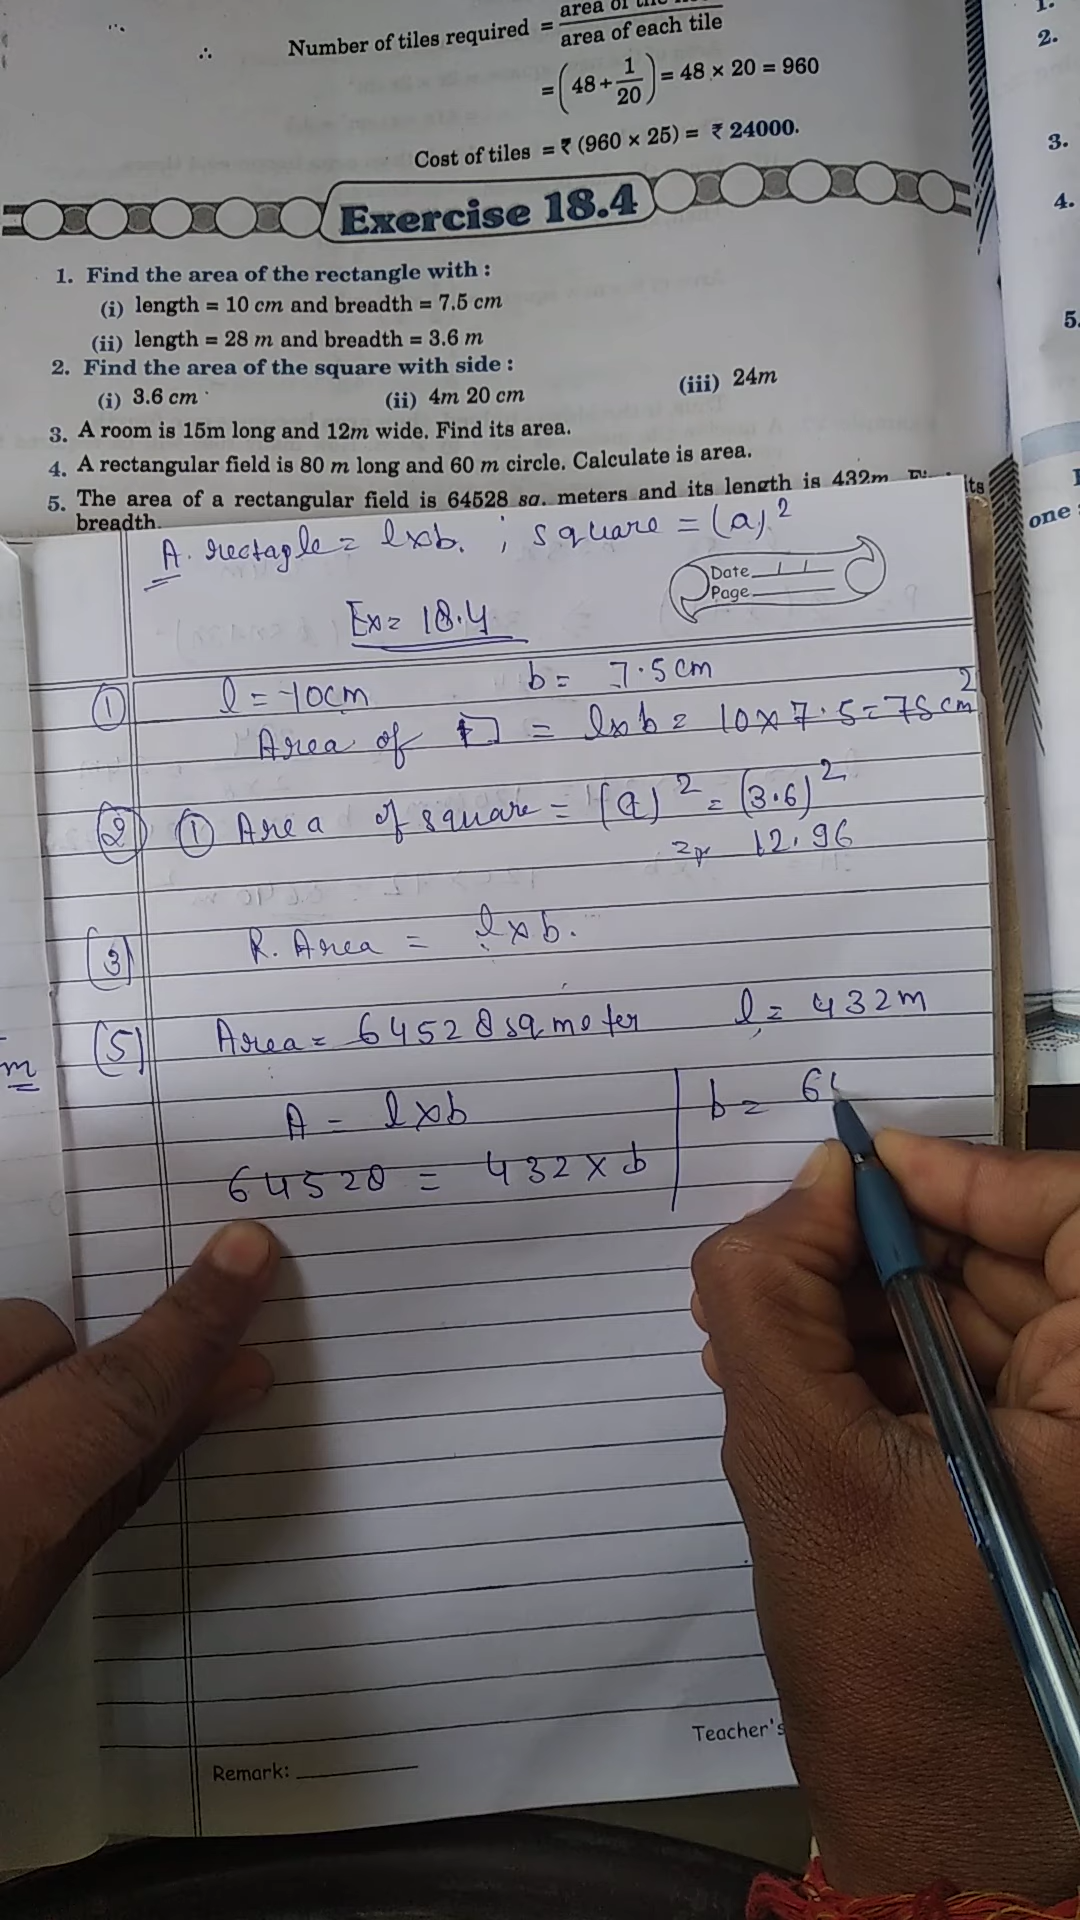 area of the
∴ Number of tiles required = area of each tile
= (48 ÷ 1/20) = 48 × 20 = 960
Cost of tiles = ₹ (960 × 25) = ₹ 24000.
Exercise 18.4
1. Find the area of the rectangle with :
(i) length = 10 cm and breadth = 7.5 cm
(ii) length = 28 m and breadth = 3.6 m
2. Find the area of the square with side :
(i) 3.6 cm (ii) 4m 20 cm (iii) 24m
3. A room is 15m long and 12m wide. Find its area.
4. A rectangular field is 80 m long and 60 m circle. Calculate is area.
5. The area of a rectangular field is 64528 sq. meters and its length is 432m. Find its
breadth.
A. rectagle = l×b. ; square = (a)²
Date
Page
Ex = 18.4
① l = 10cm b = 7.5cm
Area of ▭ = l×b = 10×7.5 = 75 cm²
② ① Area of square = (a)² = (3.6)²
= 12.96
(3) R. Area = l×b.
(5) Area = 64528 sq meter l = 432m
A = l×b
b = 64
64528 = 432×b
Teacher's
Remark:
1.
2.
3.
4.
5.
one
m